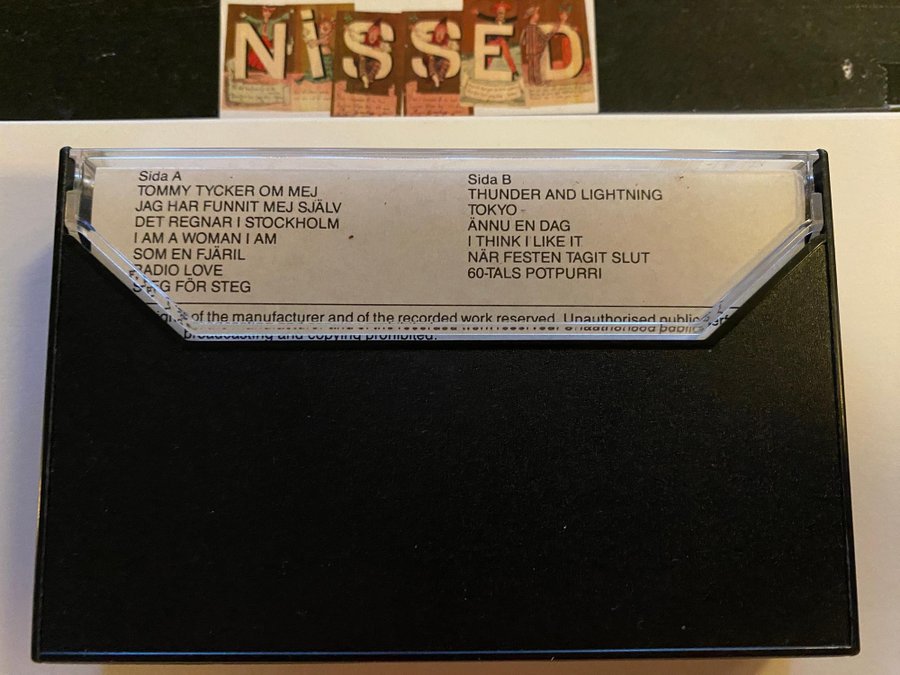 NiSSED
Sida A
TOMMY TYCKER OM MEJ
JAG HAR FUNNIT MEJ SJÄLV
DET REGNAR I STOCKHOLM
I AM A WOMAN I AM
SOM EN FJÄRIL
RADIO LOVE
STEG FÖR STEG
Sida B
THUNDER AND LIGHTNING
TOKYO
ÄNNU EN DAG
I THINK I LIKE IT
NÄR FESTEN TAGIT SLUT
60-TALS POTPURRI
of the manufacturer and of the recorded work reserved. Unauthorised public
broadcasting and copying prohibited.